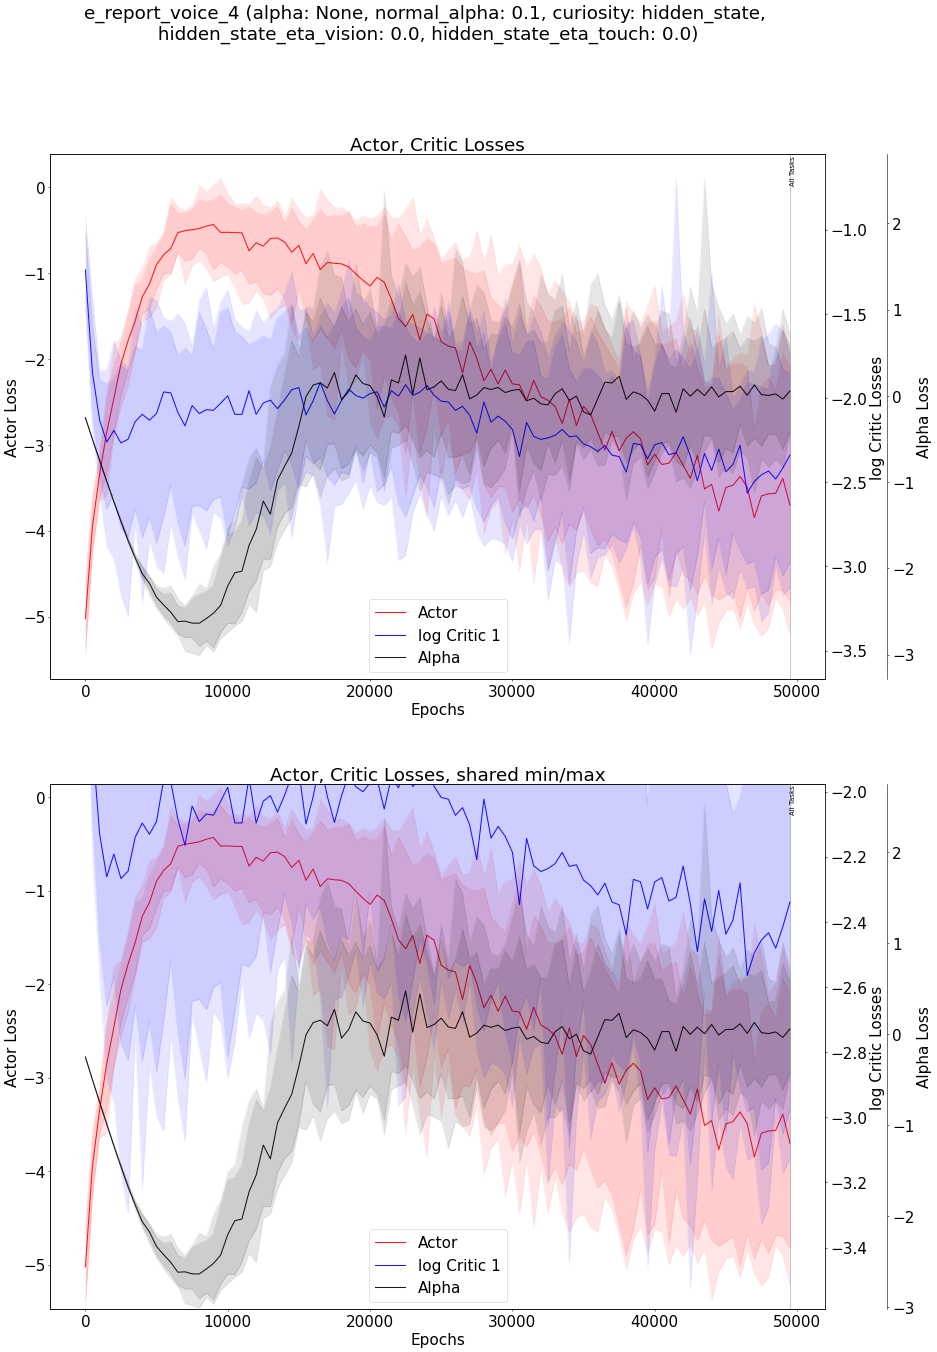 e_report_voice_4 (alpha: None, normal_alpha: 0.1, curiosity: hidden_state,
hidden_state_eta_vision: 0.0, hidden_state_eta_touch: 0.0)
Actor, Critic Losses
All Tasks
0
−1
−2
−3
−4
−5
Actor Loss
−1.0
−1.5
−2.0
−2.5
−3.0
−3.5
log Critic Losses
2
1
0
−1
−2
−3
Alpha Loss
Actor
log Critic 1
Alpha
0 10000 20000 30000 40000 50000
Epochs
Actor, Critic Losses, shared min/max
All Tasks
0
−1
−2
−3
−4
−5
Actor Loss
−2.0
−2.2
−2.4
−2.6
−2.8
−3.0
−3.2
−3.4
log Critic Losses
2
1
0
−1
−2
−3
Alpha Loss
Actor
log Critic 1
Alpha
0 10000 20000 30000 40000 50000
Epochs